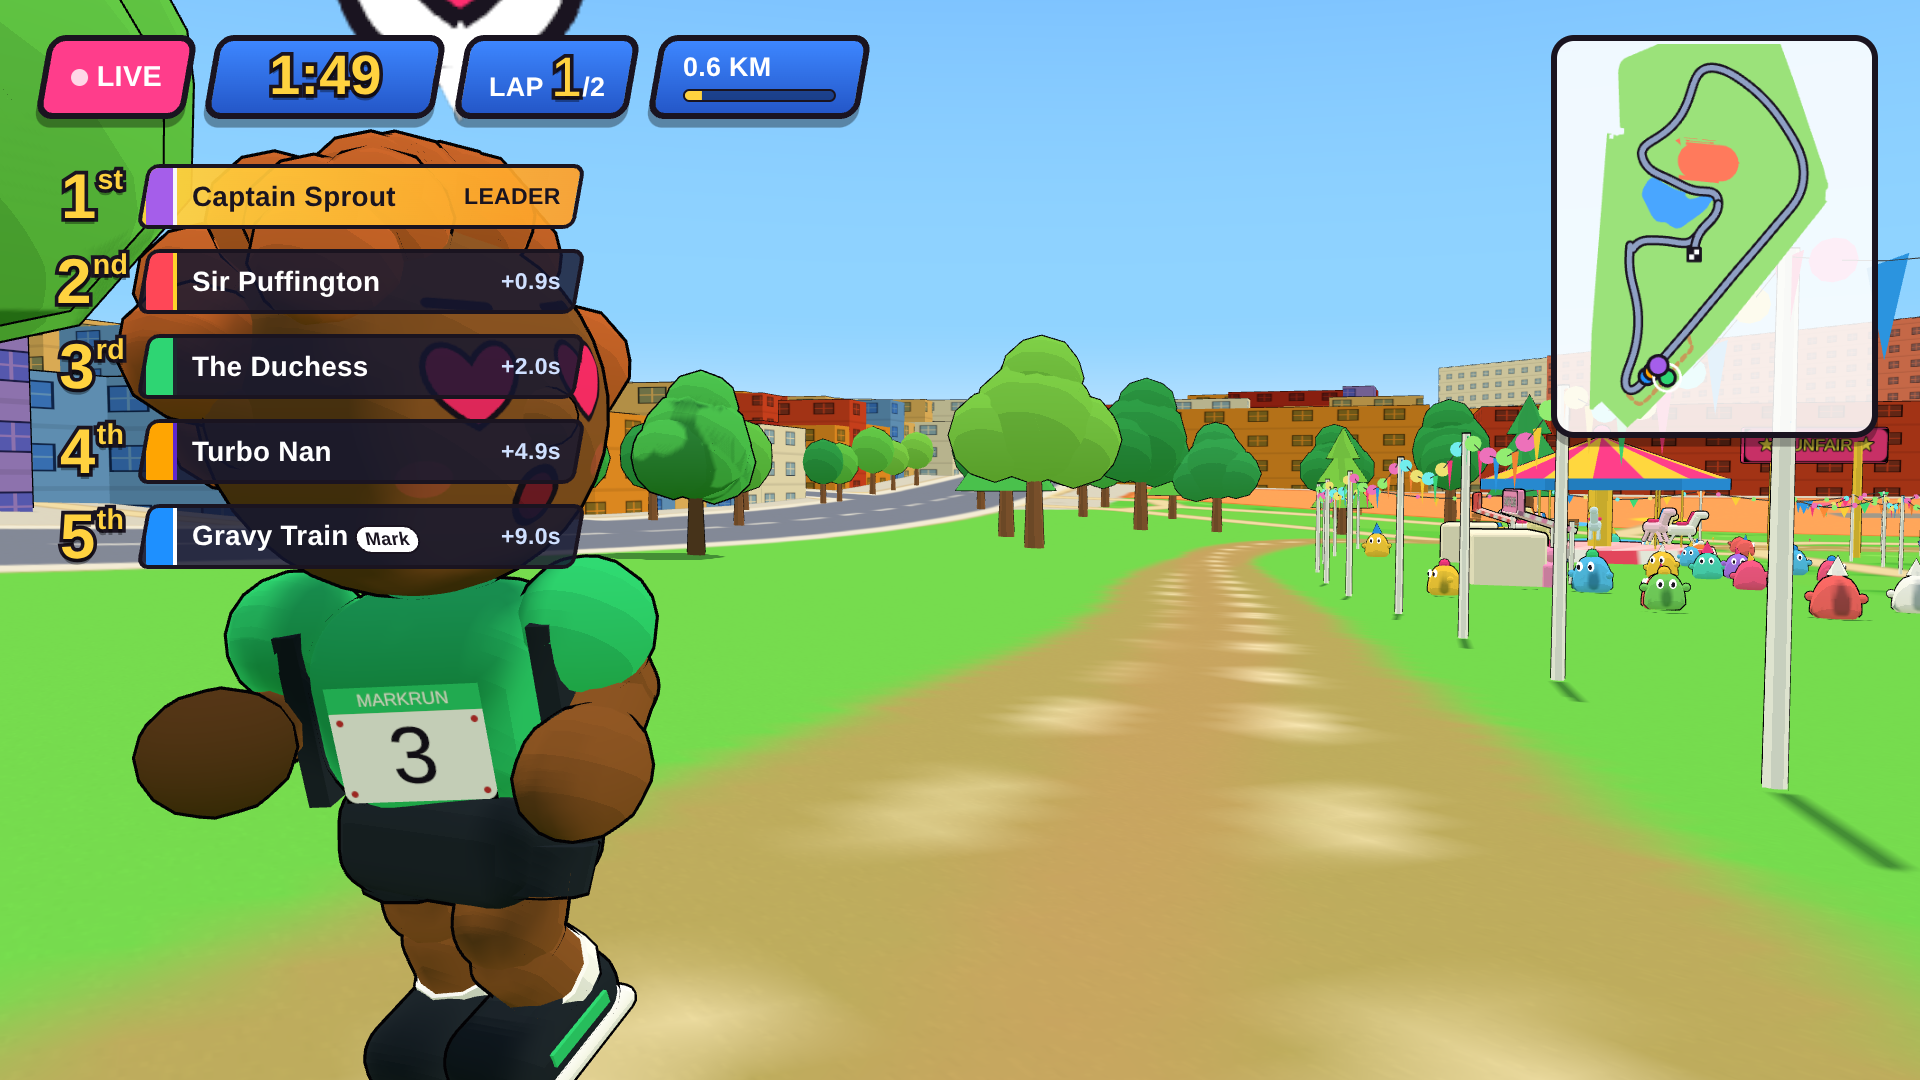 LIVE
1:49
LAP 1/2
0.6 KM
1st Captain Sprout LEADER
2nd Sir Puffington +0.9s
3rd The Duchess +2.0s
4th Turbo Nan +4.9s
5th Gravy Train Mark +9.0s
FUNFAIR
MARKRUN
3